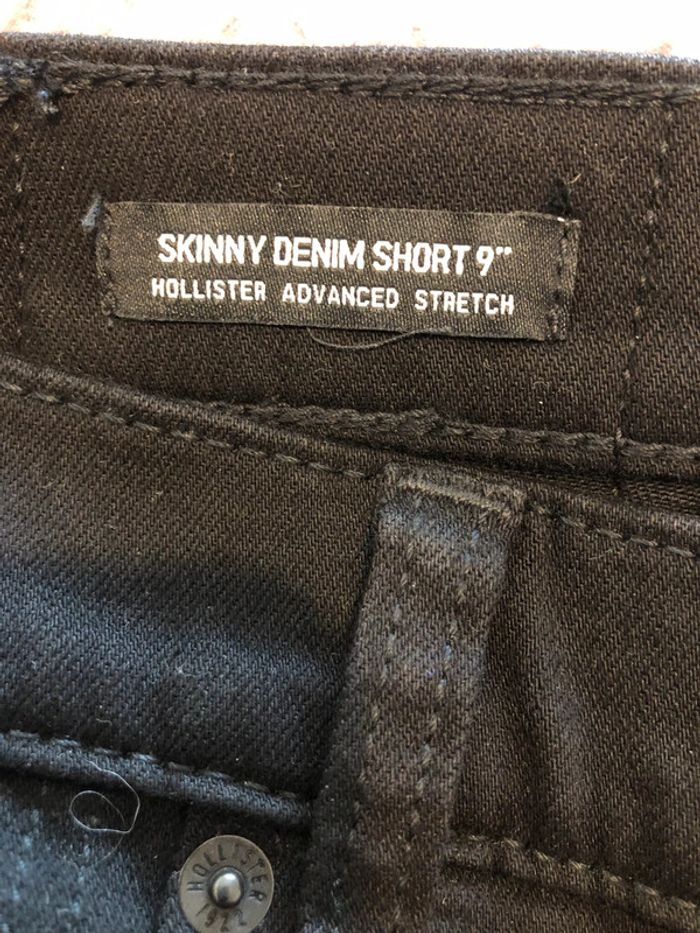 SKINNY DENIM SHORT 9"
HOLLISTER ADVANCED STRETCH
HOLLISTER
1922